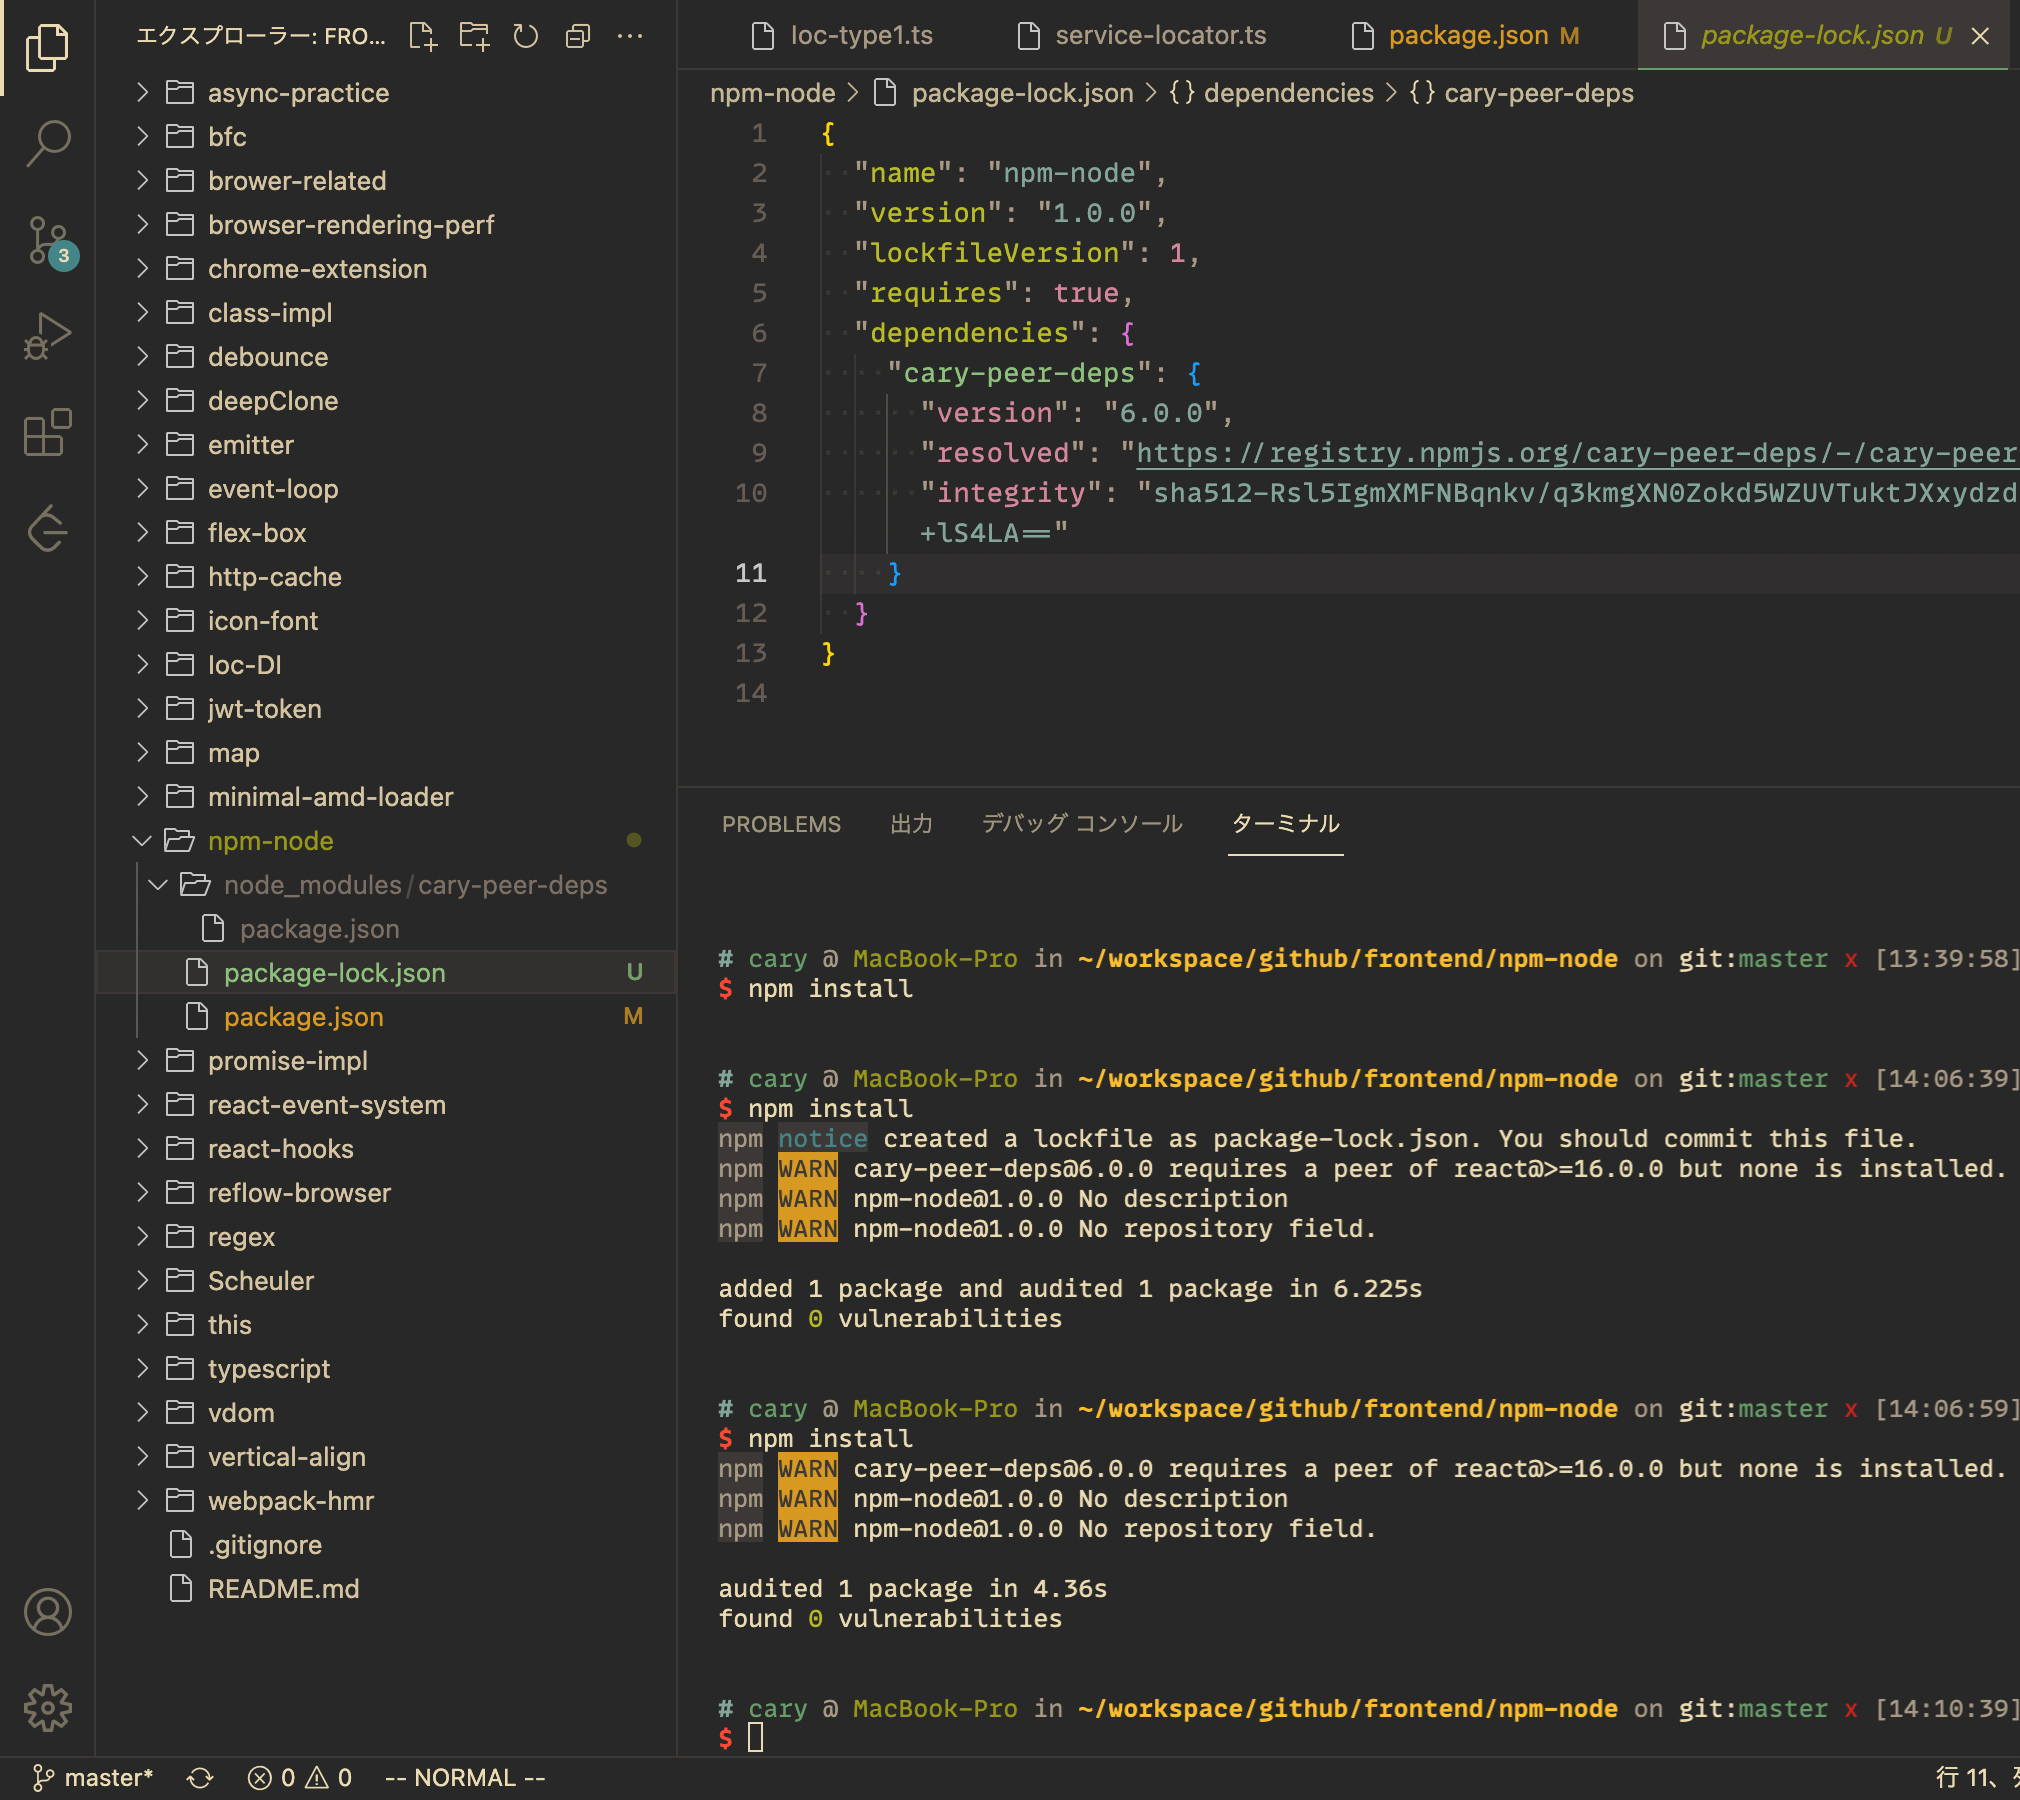 エクスプローラー: FRO...
async-practice
bfc
brower-related
browser-rendering-perf
chrome-extension
class-impl
debounce
deepClone
emitter
event-loop
flex-box
http-cache
icon-font
Ioc-DI
jwt-token
map
minimal-amd-loader
npm-node
node_modules/cary-peer-deps
package.json
package-lock.json U
package.json M
promise-impl
react-event-system
react-hooks
reflow-browser
regex
Scheuler
this
typescript
vdom
vertical-align
webpack-hmr
.gitignore
README.md
3
loc-type1.ts service-locator.ts package.json M package-lock.json U
npm-node > package-lock.json > {} dependencies > {} cary-peer-deps
1 {
2 "name": "npm-node",
3 "version": "1.0.0",
4 "lockfileVersion": 1,
5 "requires": true,
6 "dependencies": {
7 "cary-peer-deps": {
8 "version": "6.0.0",
9 "resolved": "https://registry.npmjs.org/cary-peer-deps/-/cary-peer
10 "integrity": "sha512-Rsl5IgmXMFNBqnkv/q3kmgXN0Zokd5WZUVTuktJXxydzd
+lS4LA=="
11 }
12 }
13 }
14
PROBLEMS 出力 デバッグ コンソール ターミナル
# cary @ MacBook-Pro in ~/workspace/github/frontend/npm-node on git:master x [13:39:58]
$ npm install
# cary @ MacBook-Pro in ~/workspace/github/frontend/npm-node on git:master x [14:06:39]
$ npm install
npm notice created a lockfile as package-lock.json. You should commit this file.
npm WARN cary-peer-deps@6.0.0 requires a peer of react@>=16.0.0 but none is installed.
npm WARN npm-node@1.0.0 No description
npm WARN npm-node@1.0.0 No repository field.
added 1 package and audited 1 package in 6.225s
found 0 vulnerabilities
# cary @ MacBook-Pro in ~/workspace/github/frontend/npm-node on git:master x [14:06:59]
$ npm install
npm WARN cary-peer-deps@6.0.0 requires a peer of react@>=16.0.0 but none is installed.
npm WARN npm-node@1.0.0 No description
npm WARN npm-node@1.0.0 No repository field.
audited 1 package in 4.36s
found 0 vulnerabilities
# cary @ MacBook-Pro in ~/workspace/github/frontend/npm-node on git:master x [14:10:39]
$
master* 0 0 -- NORMAL -- 行 11、